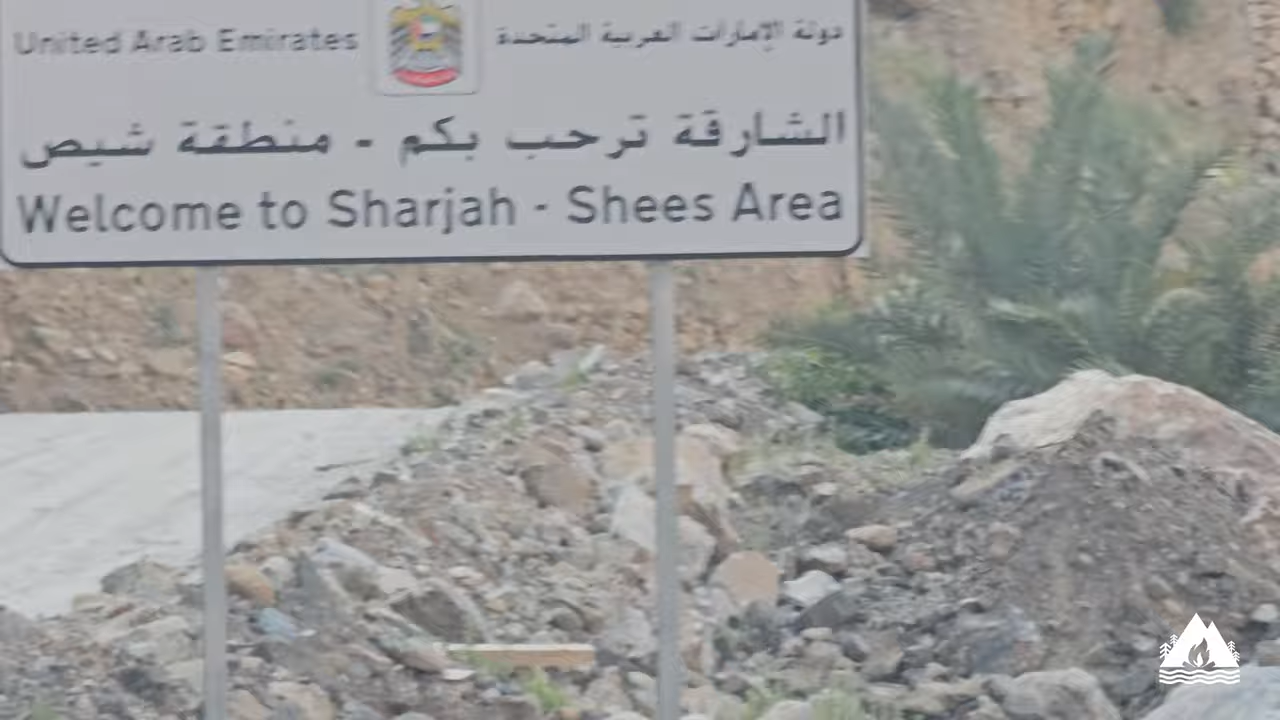 United Arab Emirates
دولة الإمارات العربية المتحدة
الشارقة ترحب بكم - منطقة شيص
Welcome to Sharjah - Shees Area